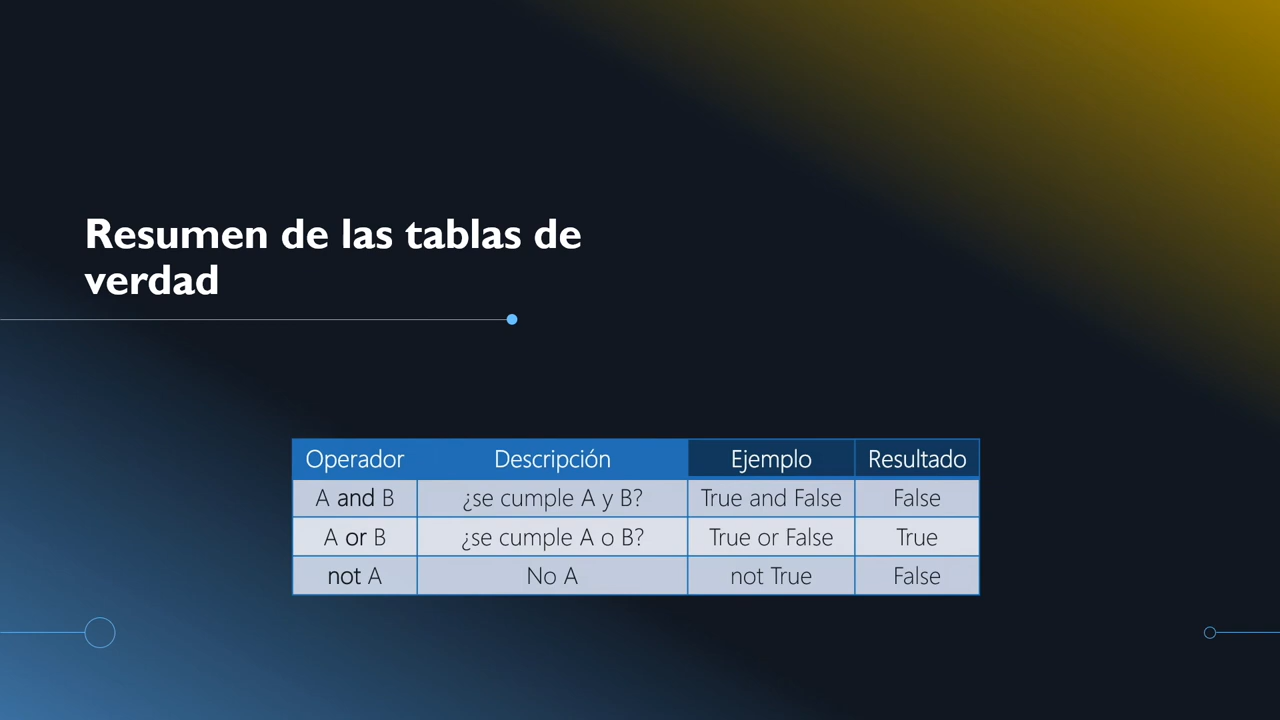 Resumen de las tablas de
verdad
Operador Descripción Ejemplo Resultado
A and B ¿se cumple A y B? True and False False
A or B ¿se cumple A o B? True or False True
not A No A not True False